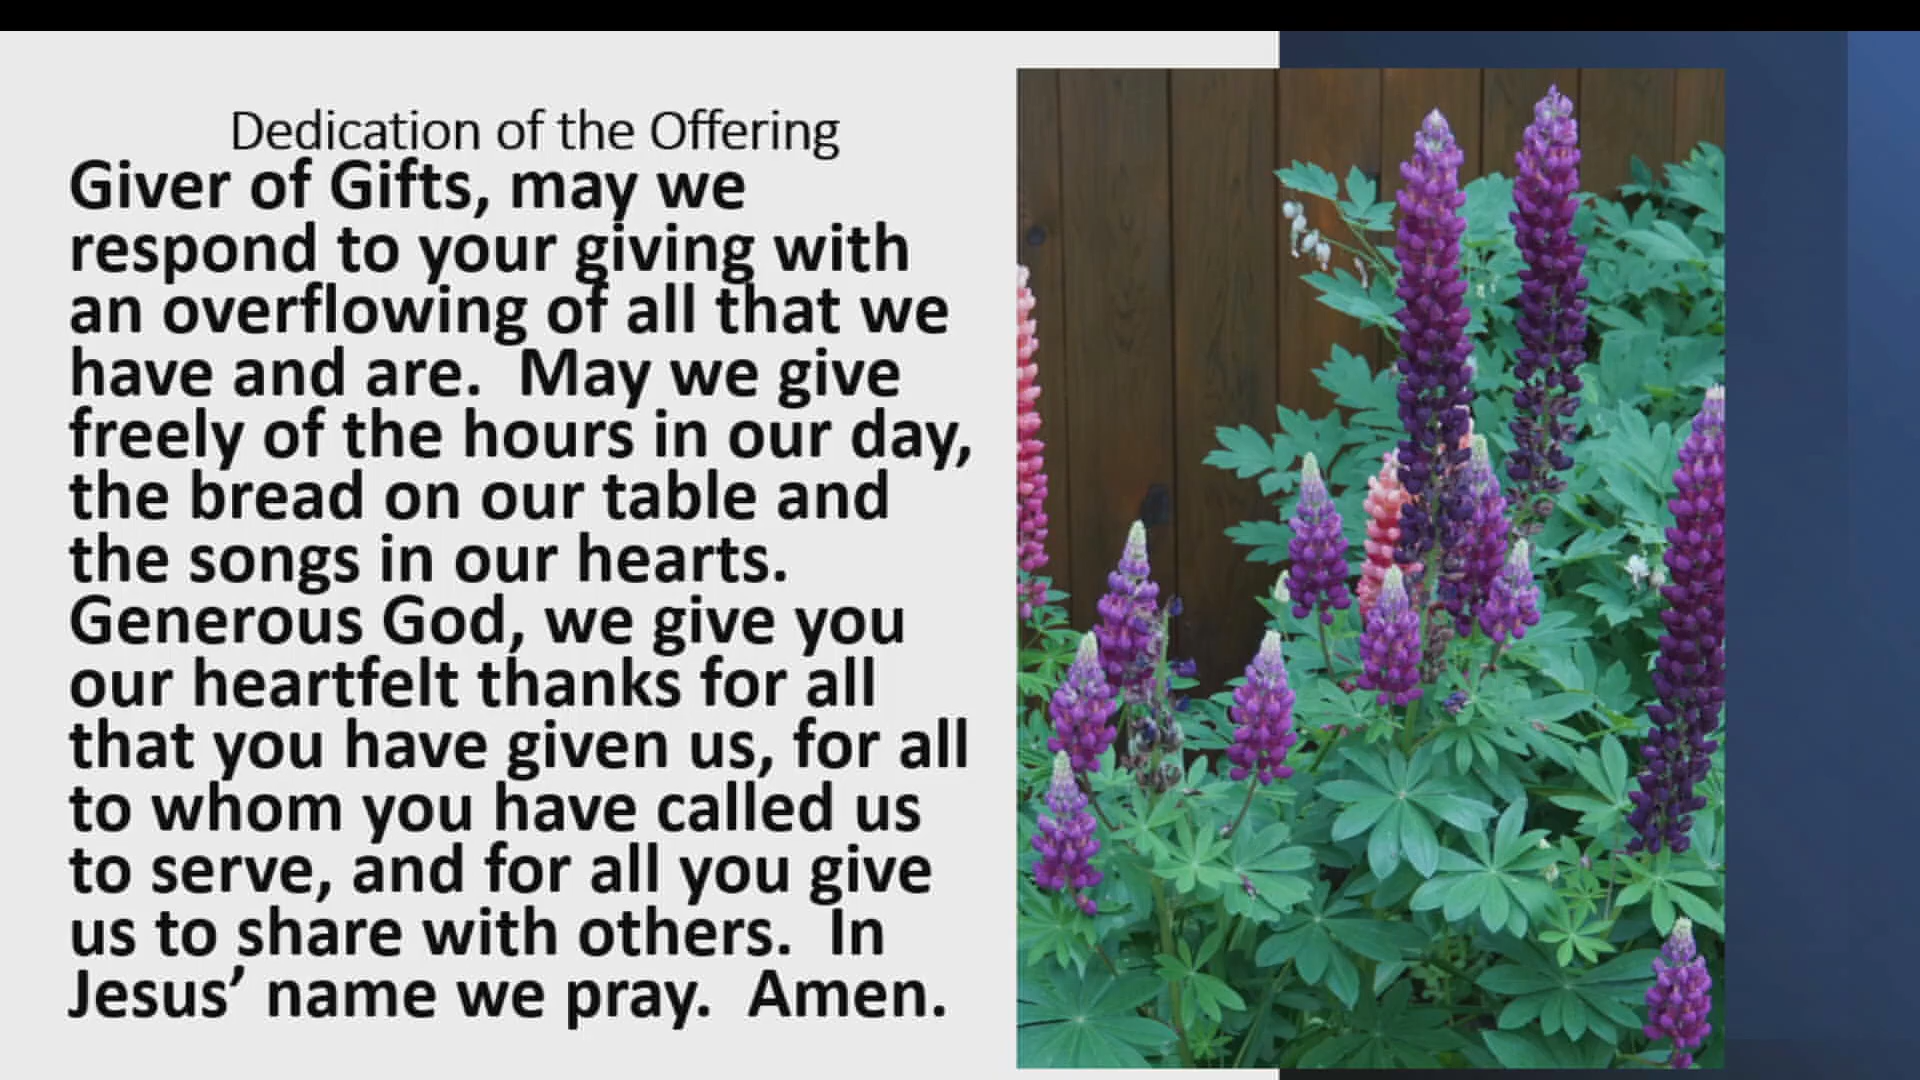 Dedication of the Offering
Giver of Gifts, may we
respond to your giving with
an overflowing of all that we
have and are.  May we give
freely of the hours in our day,
the bread on our table and
the songs in our hearts.
Generous God, we give you
our heartfelt thanks for all
that you have given us, for all
to whom you have called us
to serve, and for all you give
us to share with others.  In
Jesus’ name we pray.  Amen.